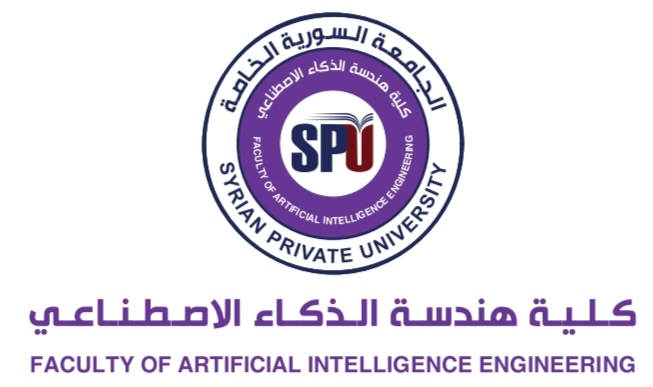 الجامعة السورية الخاصة
كلية هندسة الذكاء الاصطناعي
SPU
FACULTY OF ARTIFICIAL INTELLIGENCE ENGINEERING
SYRIAN PRIVATE UNIVERSITY
كلية هندسة الذكاء الاصطناعي
FACULTY OF ARTIFICIAL INTELLIGENCE ENGINEERING